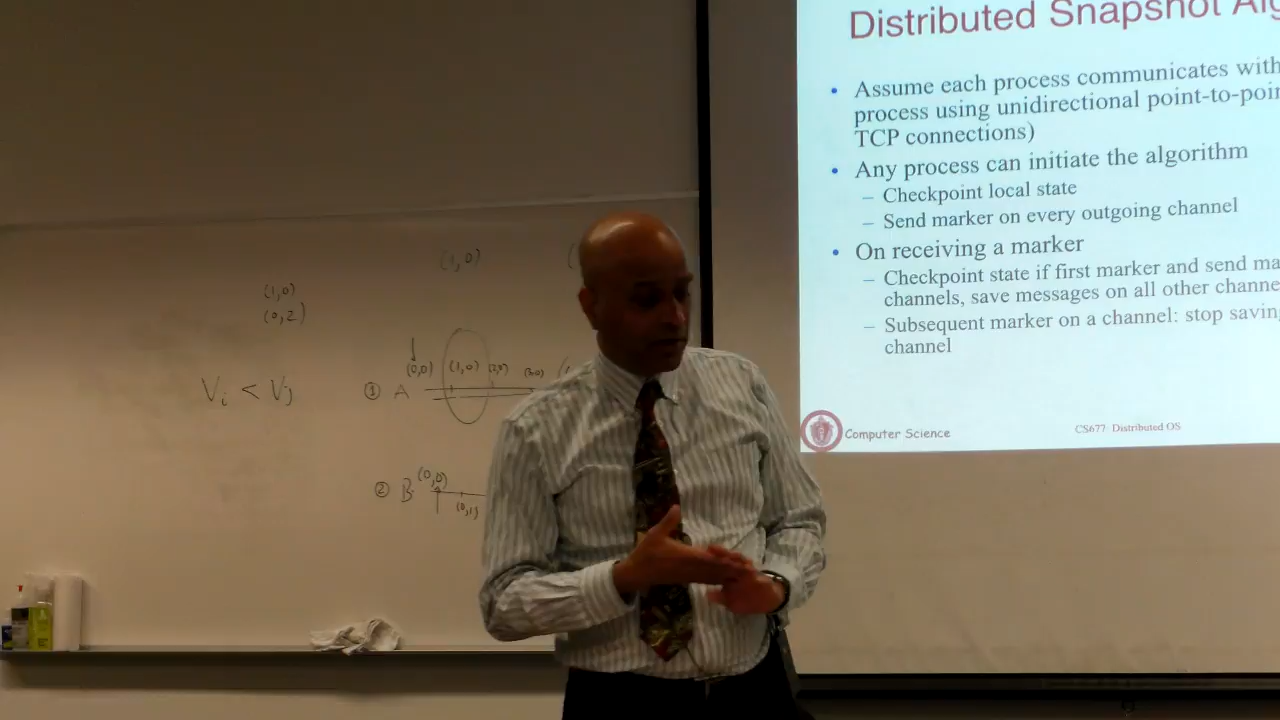 Distributed Snapshot Alg
• Assume each process communicates with
process using unidirectional point-to-poin
TCP connections)
• Any process can initiate the algorithm
– Checkpoint local state
– Send marker on every outgoing channel
• On receiving a marker
– Checkpoint state if first marker and send ma
channels, save messages on all other channe
– Subsequent marker on a channel: stop saving
channel
Computer Science
CS677 Distributed OS
(1,0)
(1,0)
(0,2)
Vi < Vj
(0,0) (1,0) (2,0) (3,0)
① A
② B (0,0)
(0,1)